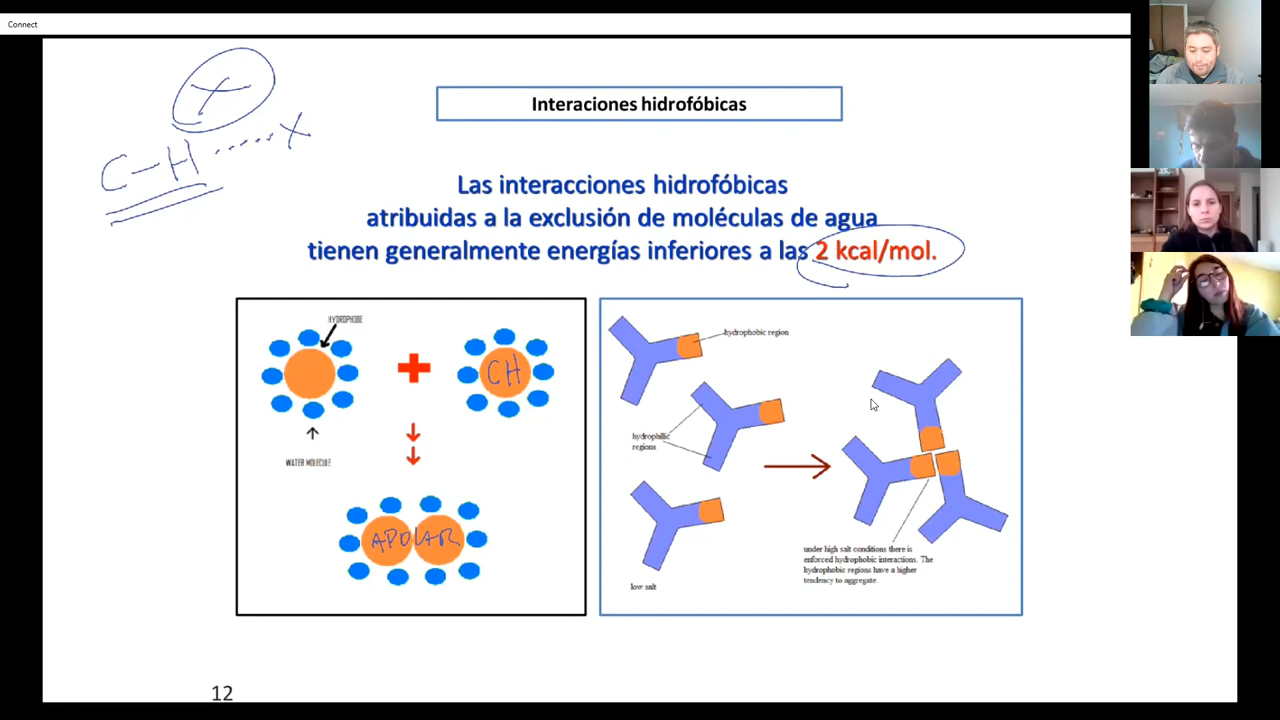 Connect
X
C-H.....X
Interaciones hidrofóbicas
Las interacciones hidrofóbicas
atribuidas a la exclusión de moléculas de agua
tienen generalmente energías inferiores a las 2 kcal/mol.
HYDROPHOBE
CH
WATER MOLECULE
APOLAR
hydrophobic region
hydrophillic
regions
low salt
under high salt conditions there is
enforced hydrophobic interactions. The
hydrophobic regions have a higher
tendency to aggregate.
12